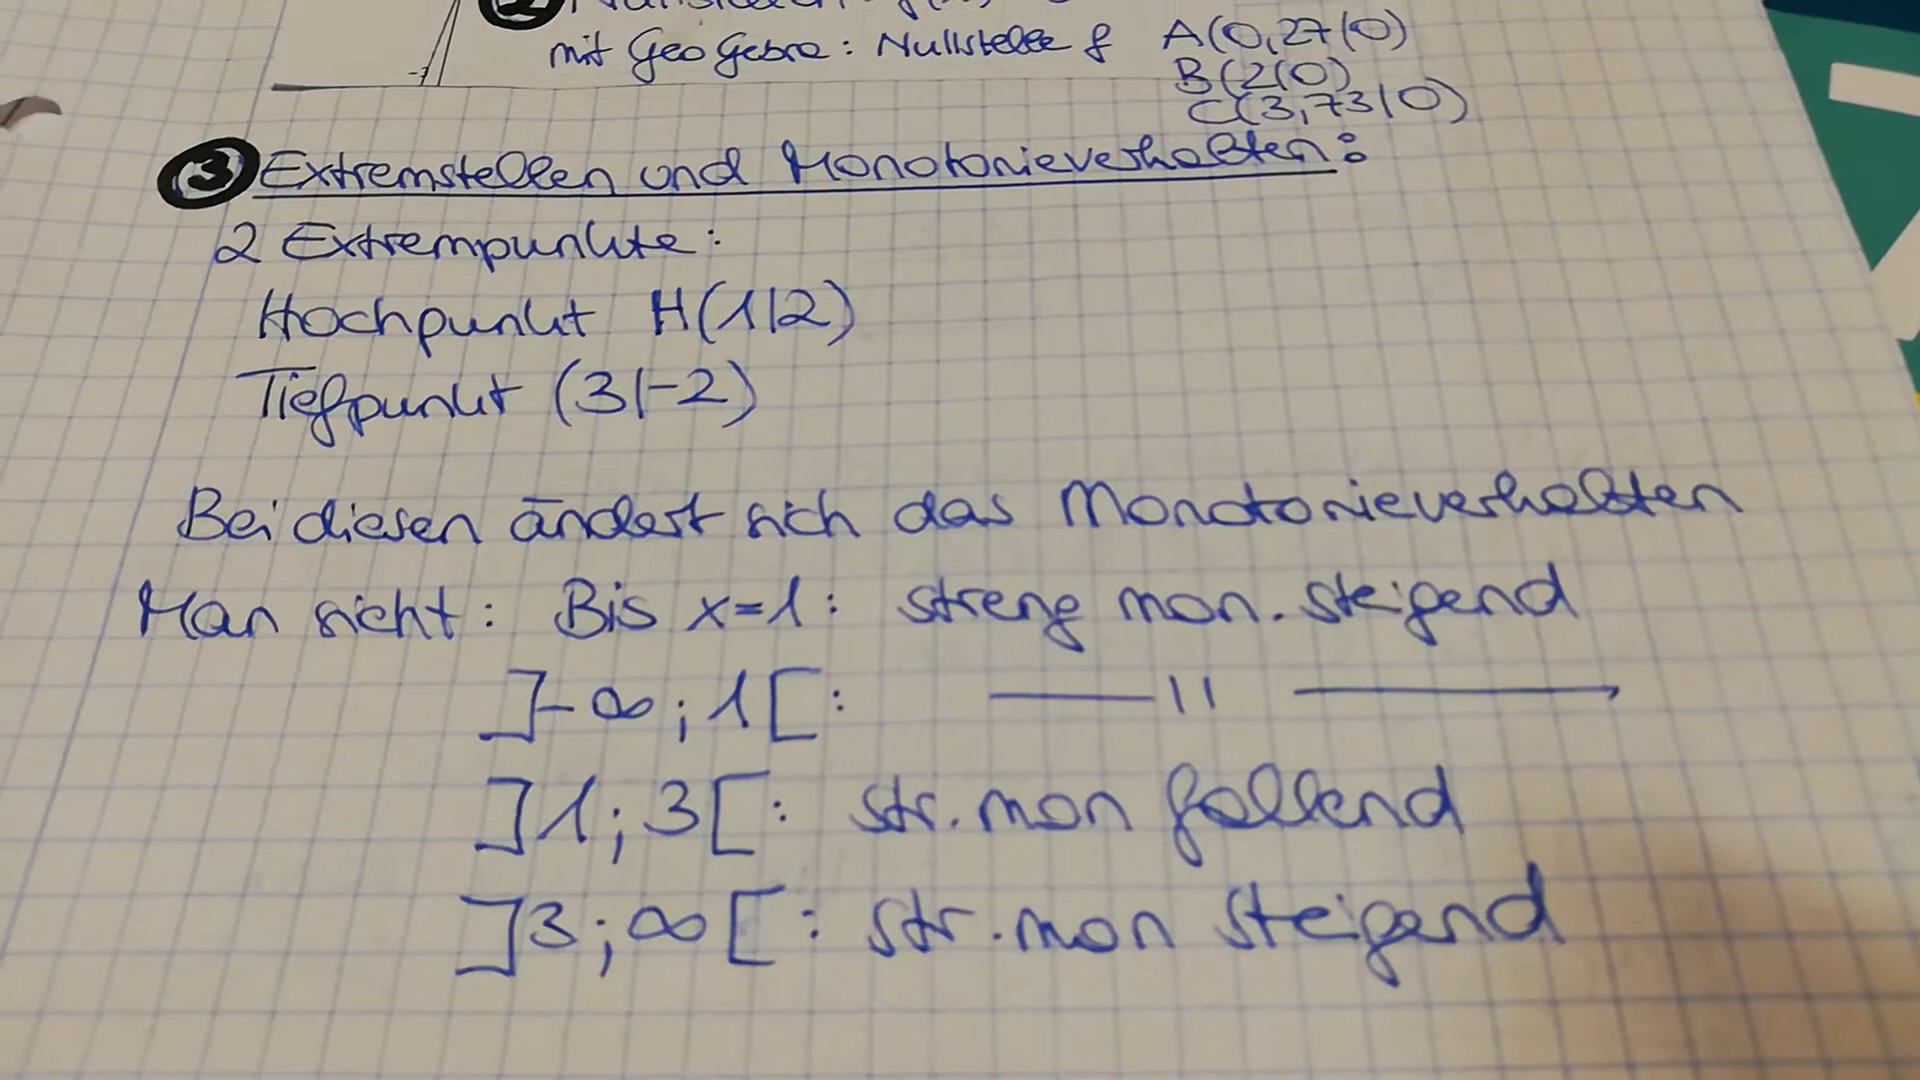 mit GeoGebra: Nullstelle f A(0,27|0)
B(2|0)
C(3,73|0)
3 Extremstellen und Monotonieverhalten:
2 Extrempunkte:
Hochpunkt H(1|2)
Tiefpunkt (3|-2)
Bei diesen ändert sich das Monotonieverhalten
Man sieht: Bis x=1: streng mon. steigend
]-∞;1[: —— 11 ——→
]1;3[: str. mon fallend
]3;∞[: str. mon steigend